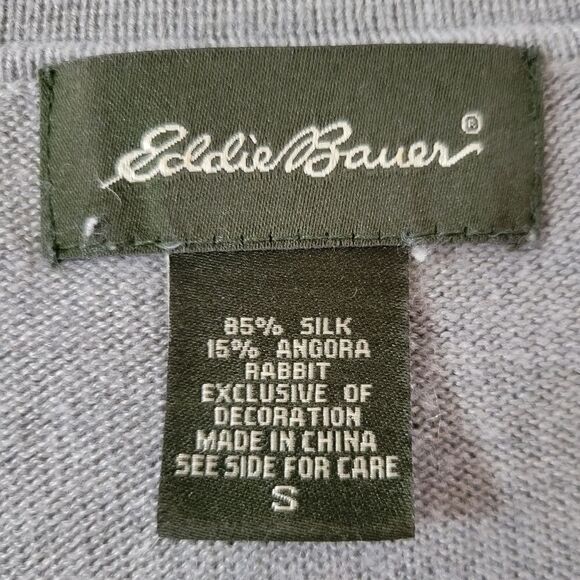 Eddie Bauer®
85% SILK
15% ANGORA
RABBIT
EXCLUSIVE OF
DECORATION
MADE IN CHINA
SEE SIDE FOR CARE
S